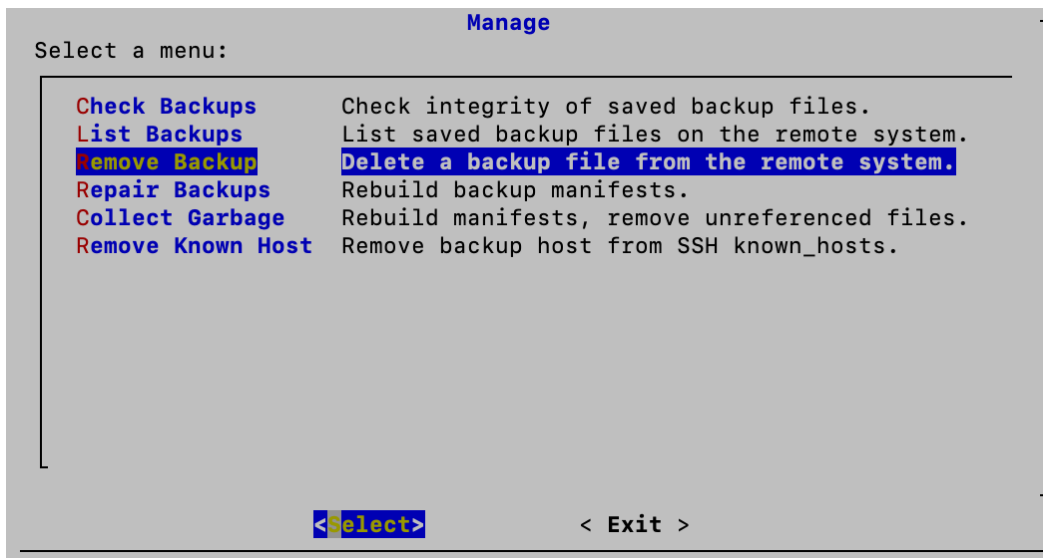 Manage
Select a menu:
Check Backups Check integrity of saved backup files.
List Backups List saved backup files on the remote system.
Remove Backup Delete a backup file from the remote system.
Repair Backups Rebuild backup manifests.
Collect Garbage Rebuild manifests, remove unreferenced files.
Remove Known Host Remove backup host from SSH known_hosts.
<Select> < Exit >